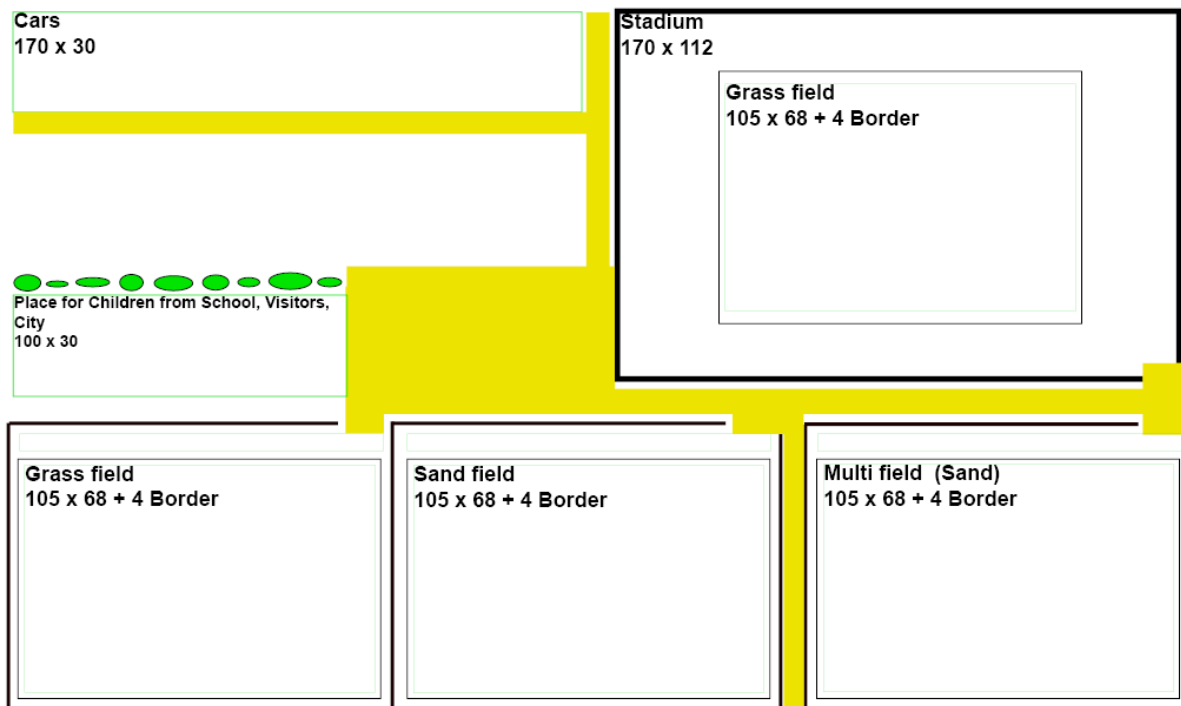 Cars
170 x 30
Stadium
170 x 112
Grass field
105 x 68 + 4 Border
Place for Children from School, Visitors,
City
100 x 30
Grass field
105 x 68 + 4 Border
Sand field
105 x 68 + 4 Border
Multi field (Sand)
105 x 68 + 4 Border